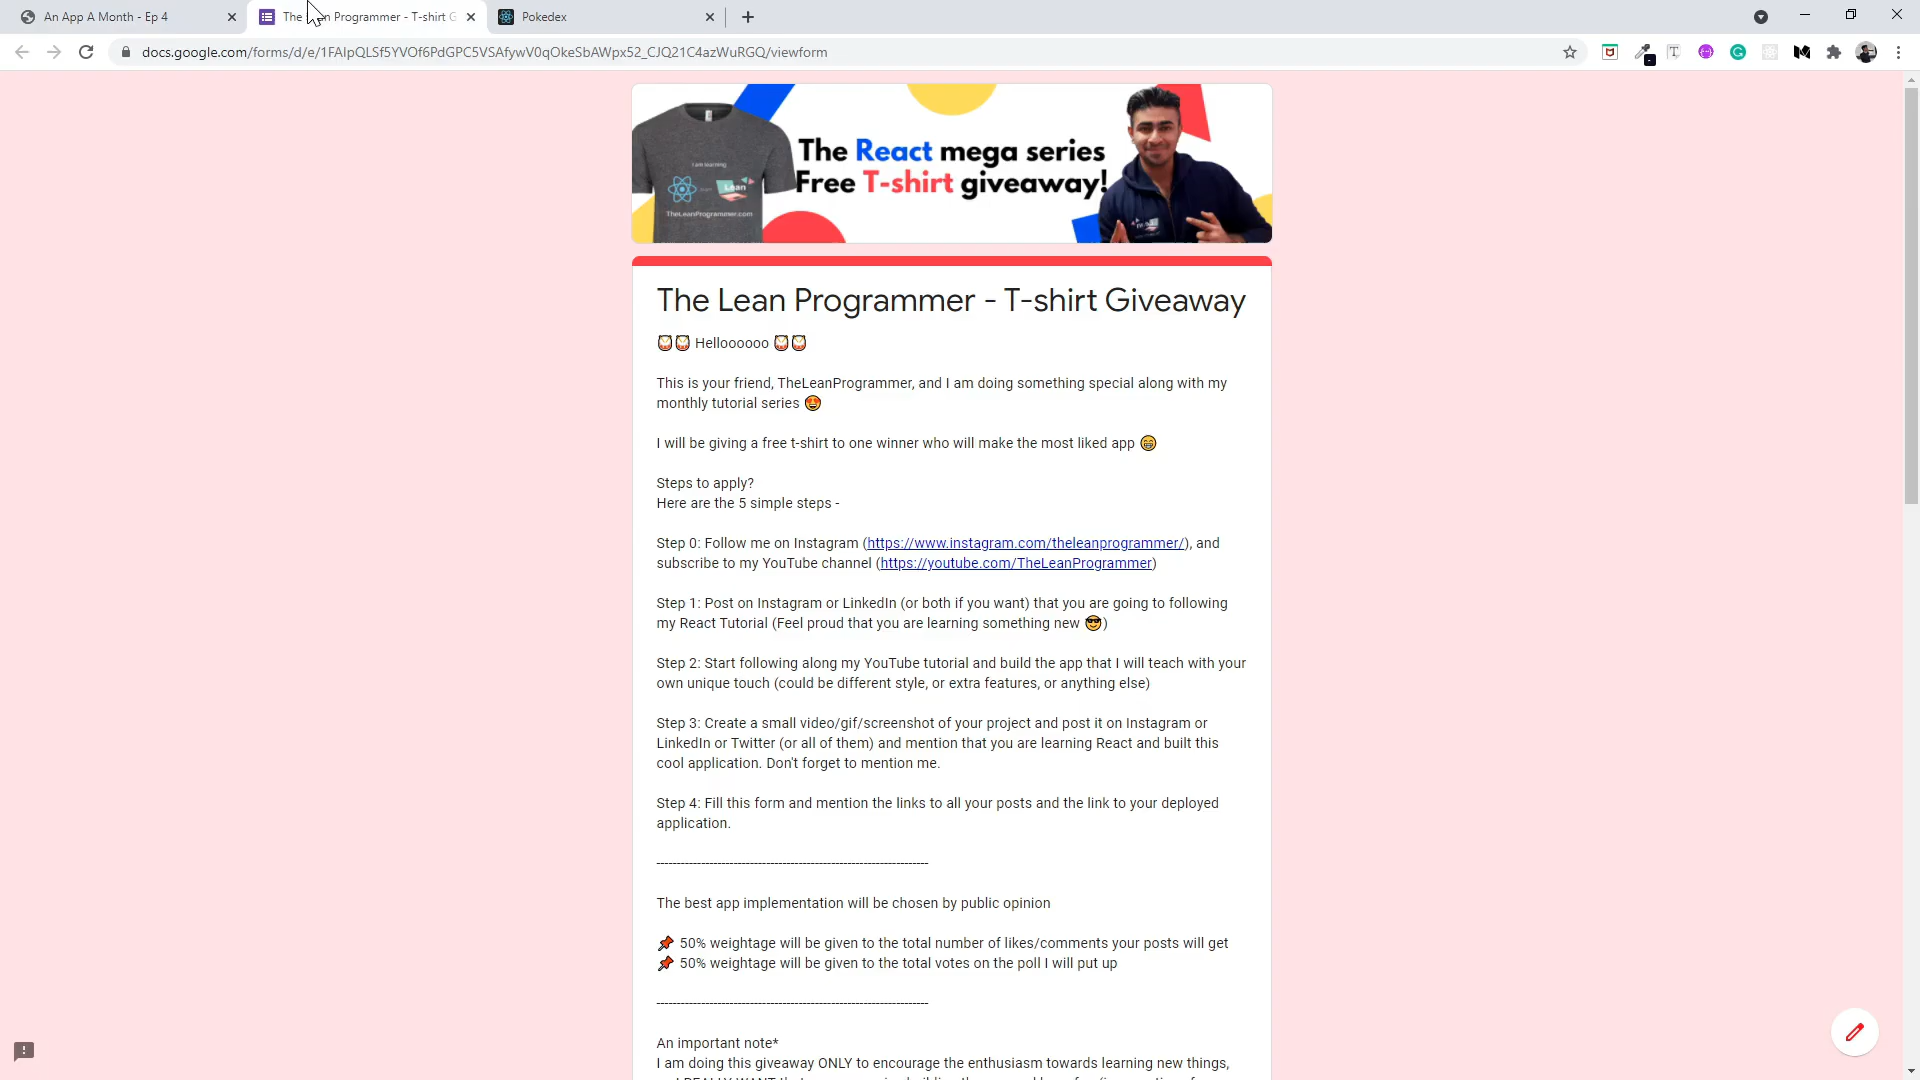 An App A Month - Ep 4
The Lean Programmer - T-shirt G
Pokedex
docs.google.com/forms/d/e/1FAIpQLSf5YVOf6PdGPC5VSAfywV0qOkeSbAWpx52_CJQ21C4azWuRGQ/viewform
I am learning
Lean
TheLeanProgrammer.com
The React mega series
Free T-shirt giveaway!
The Lean Programmer - T-shirt Giveaway
Helloooooo
This is your friend, TheLeanProgrammer, and I am doing something special along with my
monthly tutorial series 😍
I will be giving a free t-shirt to one winner who will make the most liked app 😁
Steps to apply?
Here are the 5 simple steps -
Step 0: Follow me on Instagram (https://www.instagram.com/theleanprogrammer/), and
subscribe to my YouTube channel (https://youtube.com/TheLeanProgrammer)
Step 1: Post on Instagram or LinkedIn (or both if you want) that you are going to following
my React Tutorial (Feel proud that you are learning something new 😎)
Step 2: Start following along my YouTube tutorial and build the app that I will teach with your
own unique touch (could be different style, or extra features, or anything else)
Step 3: Create a small video/gif/screenshot of your project and post it on Instagram or
LinkedIn or Twitter (or all of them) and mention that you are learning React and built this
cool application. Don't forget to mention me.
Step 4: Fill this form and mention the links to all your posts and the link to your deployed
application.
--------------------------------------------------------------------
The best app implementation will be chosen by public opinion
📌 50% weightage will be given to the total number of likes/comments your posts will get
📌 50% weightage will be given to the total votes on the poll I will put up
--------------------------------------------------------------------
An important note*
I am doing this giveaway ONLY to encourage the enthusiasm towards learning new things,